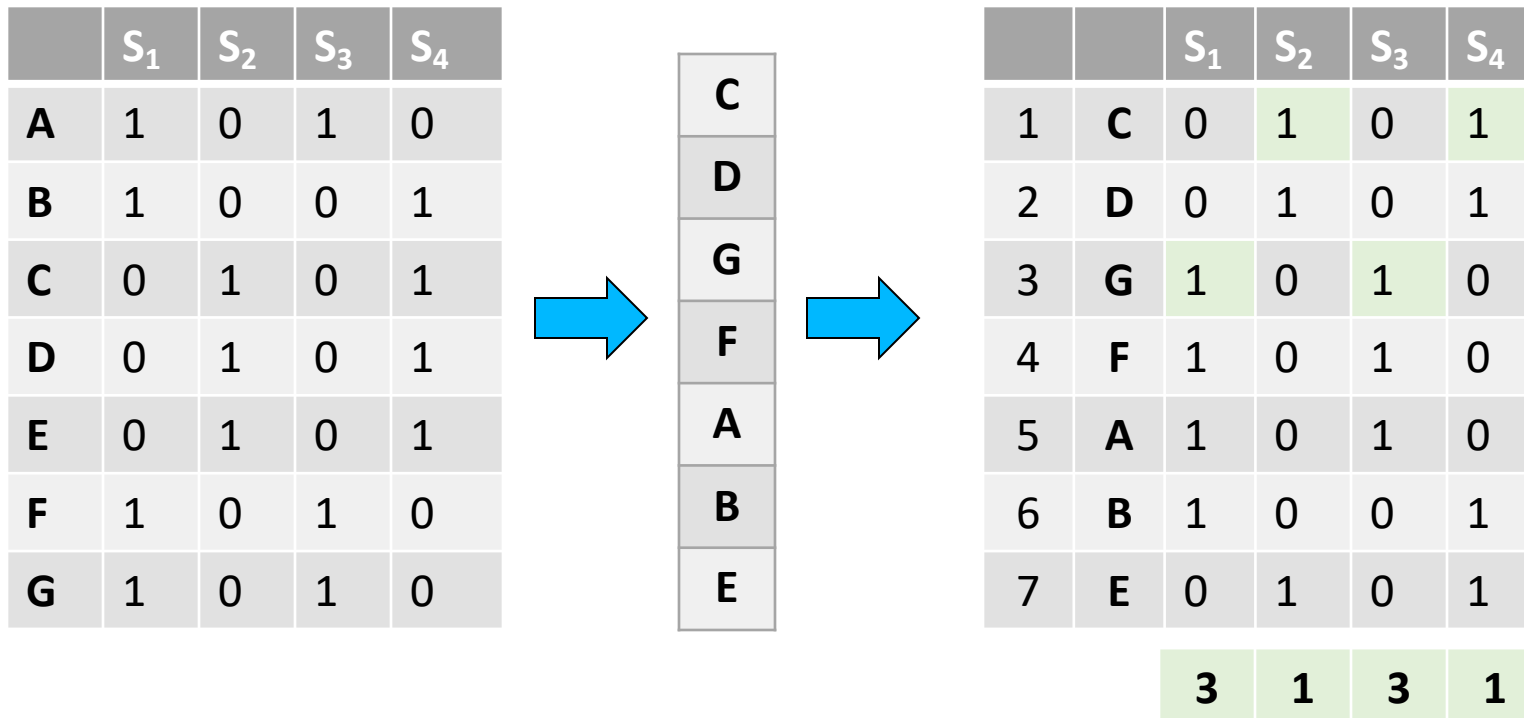 S₁ S₂ S₃ S₄
A 1 0 1 0
B 1 0 0 1
C 0 1 0 1
D 0 1 0 1
E 0 1 0 1
F 1 0 1 0
G 1 0 1 0
C
D
G
F
A
B
E
S₁ S₂ S₃ S₄
1 C 0 1 0 1
2 D 0 1 0 1
3 G 1 0 1 0
4 F 1 0 1 0
5 A 1 0 1 0
6 B 1 0 0 1
7 E 0 1 0 1
3 1 3 1